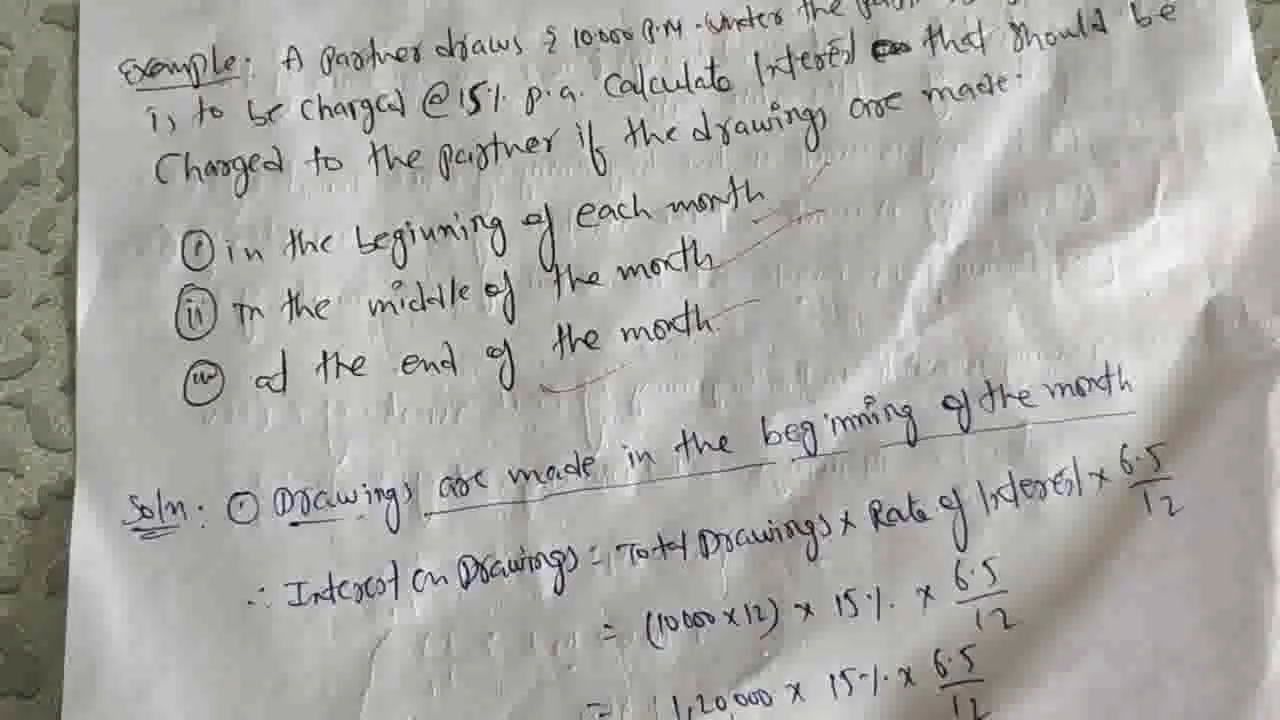 Example: A Partner draws ₹ 10000 P.M. Under the
is to be Charged @ 15% p.a. Calculate Interest that should be
Charged to the partner if the drawings are made.
(i) in the beginning of each month
(ii) in the middle of the month
(iii) at the end of the month
Soln: (i) Drawings are made in the beginning of the month
∴ Interest on Drawings = Total Drawings × Rate of Interest × 6.5/12
= (10000 × 12) × 15% × 6.5/12
= 1,20000 × 15% × 6.5/12